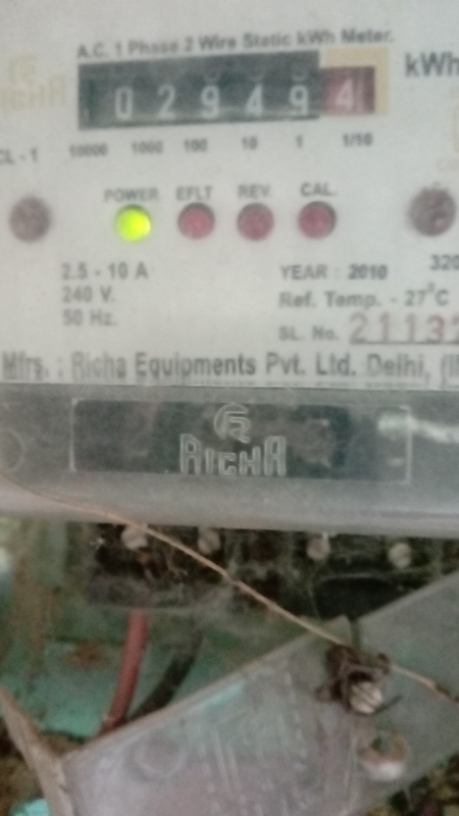 A.C. 1 Phase 2 Wire Static kWh Meter.
kWh
029494
CL-1 10000 1000 100 10 1 1/10
POWER EFLT REV. CAL.
2.5 - 10 A
240 V.
50 Hz.
YEAR : 2010 320
Ref. Temp. - 27°C
SL. No. 21132
Mfrs. : Richa Equipments Pvt. Ltd. Delhi,
RICHA